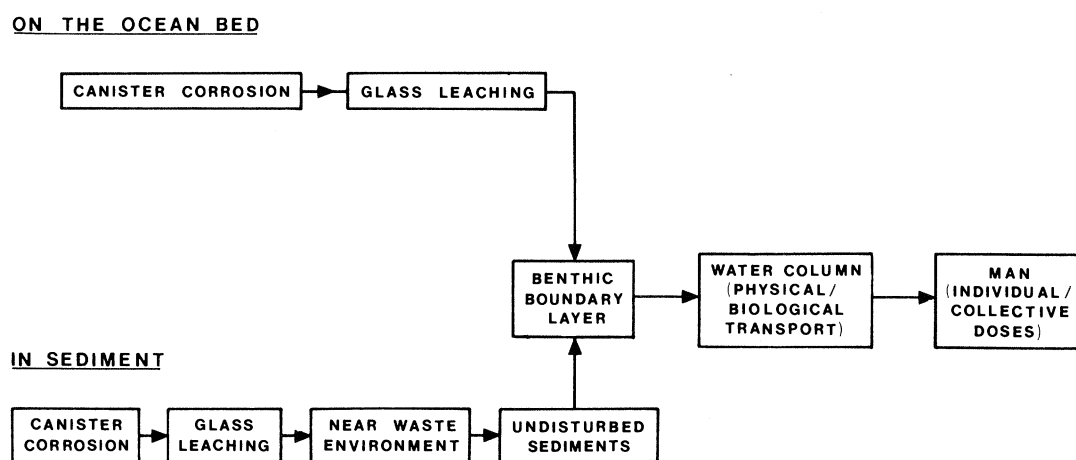 ON THE OCEAN BED
CANISTER CORROSION
GLASS LEACHING
BENTHIC
BOUNDARY
LAYER
WATER COLUMN
(PHYSICAL/
BIOLOGICAL
TRANSPORT)
MAN
(INDIVIDUAL/
COLLECTIVE
DOSES)
IN SEDIMENT
CANISTER
CORROSION
GLASS
LEACHING
NEAR WASTE
ENVIRONMENT
UNDISTURBED
SEDIMENTS